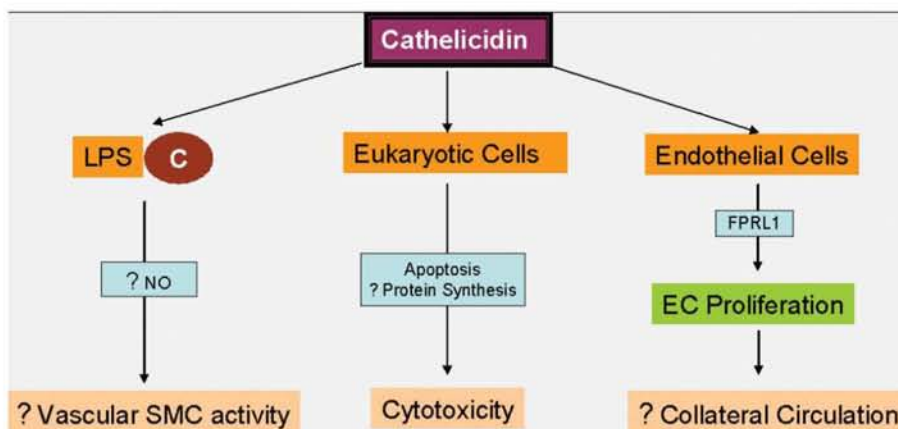 Cathelicidin
LPS C
Eukaryotic Cells
Endothelial Cells
FPRL1
? NO
Apoptosis
? Protein Synthesis
EC Proliferation
? Vascular SMC activity
Cytotoxicity
? Collateral Circulation